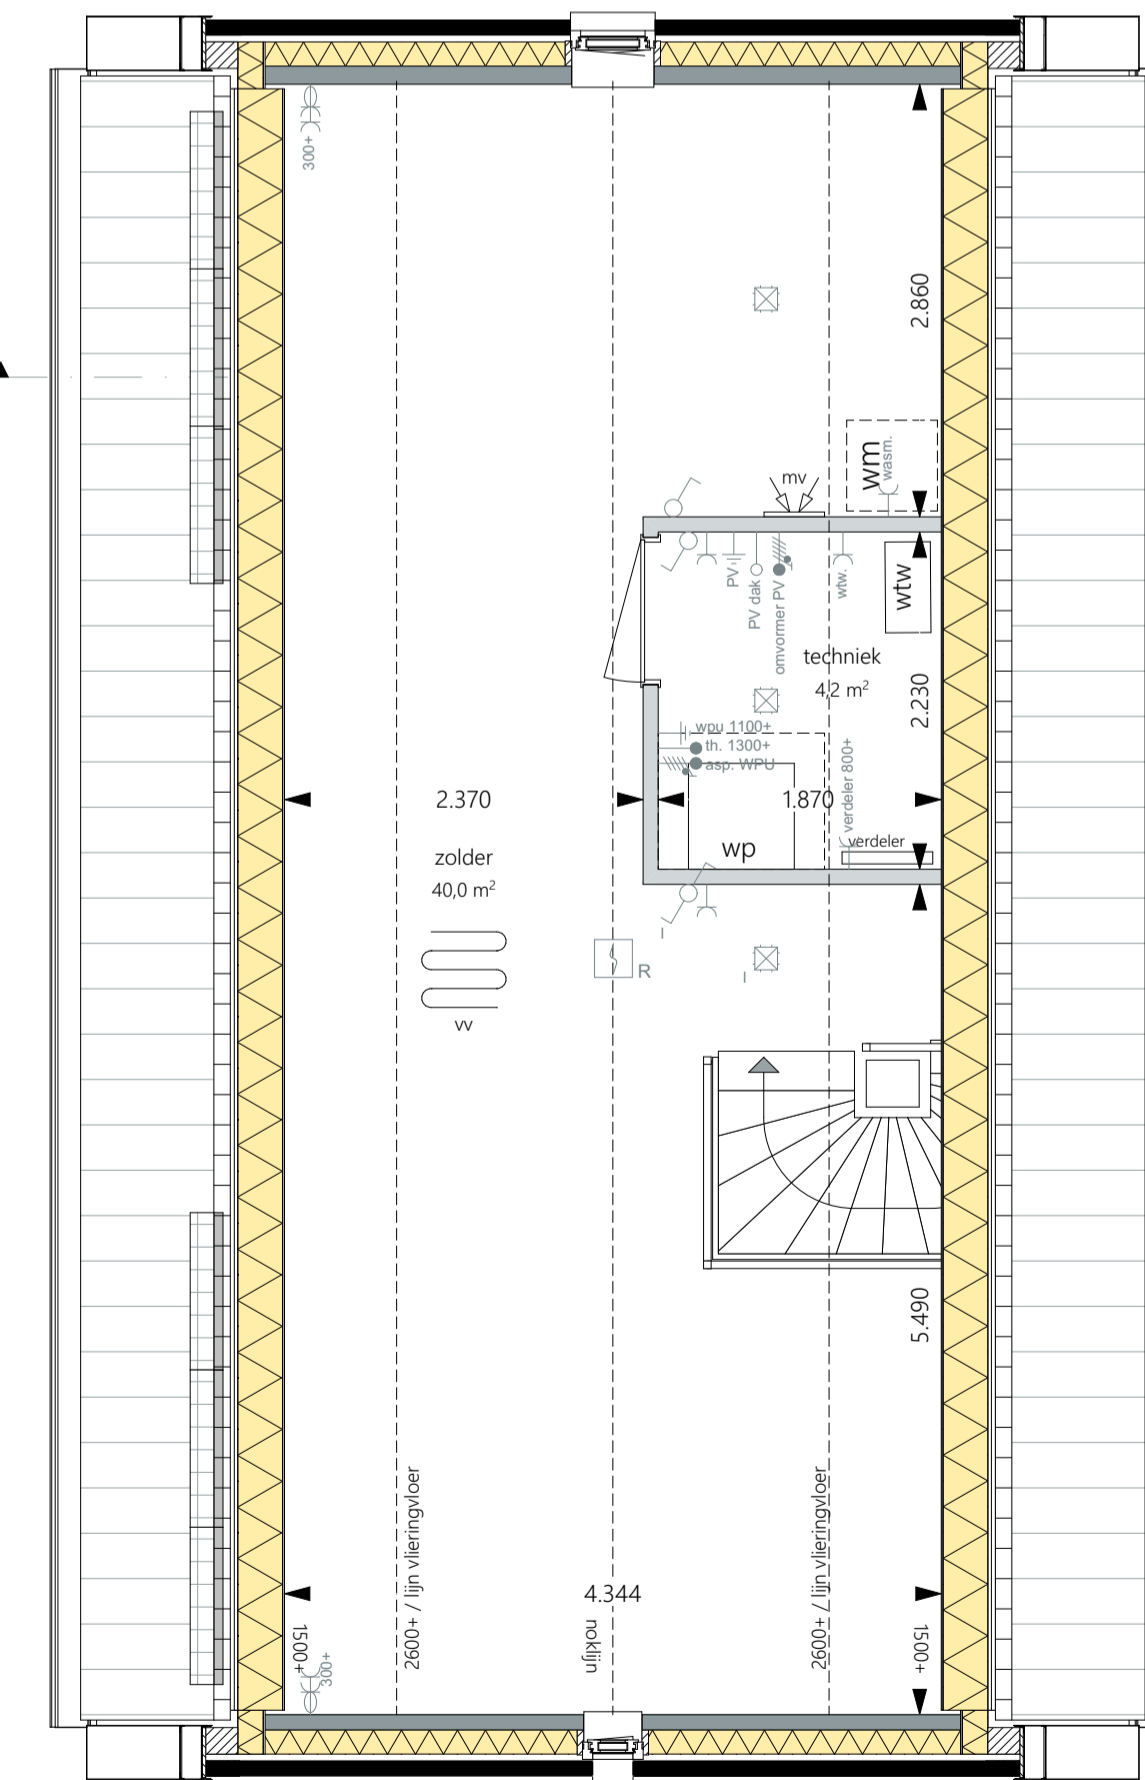 300+
2.860
wm
wasm.
mv
PV
PV dak
omvormer PV
wtw.
wtw
techniek
4,2 m²
2.230
wpu 1100+
th. 1300+
asp. WPU
verdeler 800+
2.370
1.870
wp
verdeler
zolder
40,0 m²
R
vv
5.490
2600+ / lijn vlieringvloer
2600+ / lijn vlieringvloer
4.344
noklijn
1500+
300+
1500+